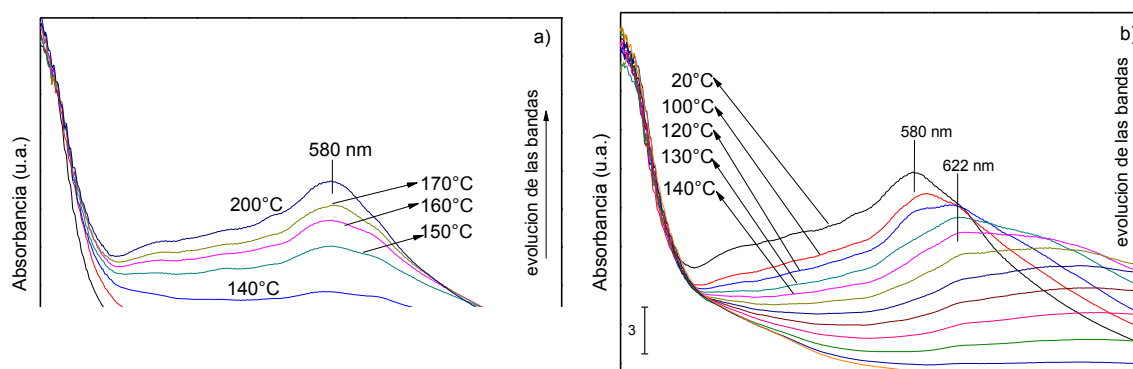 a)
Absorbancia (u.a.)
580 nm
200°C
170°C
160°C
150°C
140°C
evolucion de las bandas
b)
Absorbancia (u.a.)
20°C
100°C
120°C
130°C
140°C
580 nm
622 nm
3
evolucion de las bandas